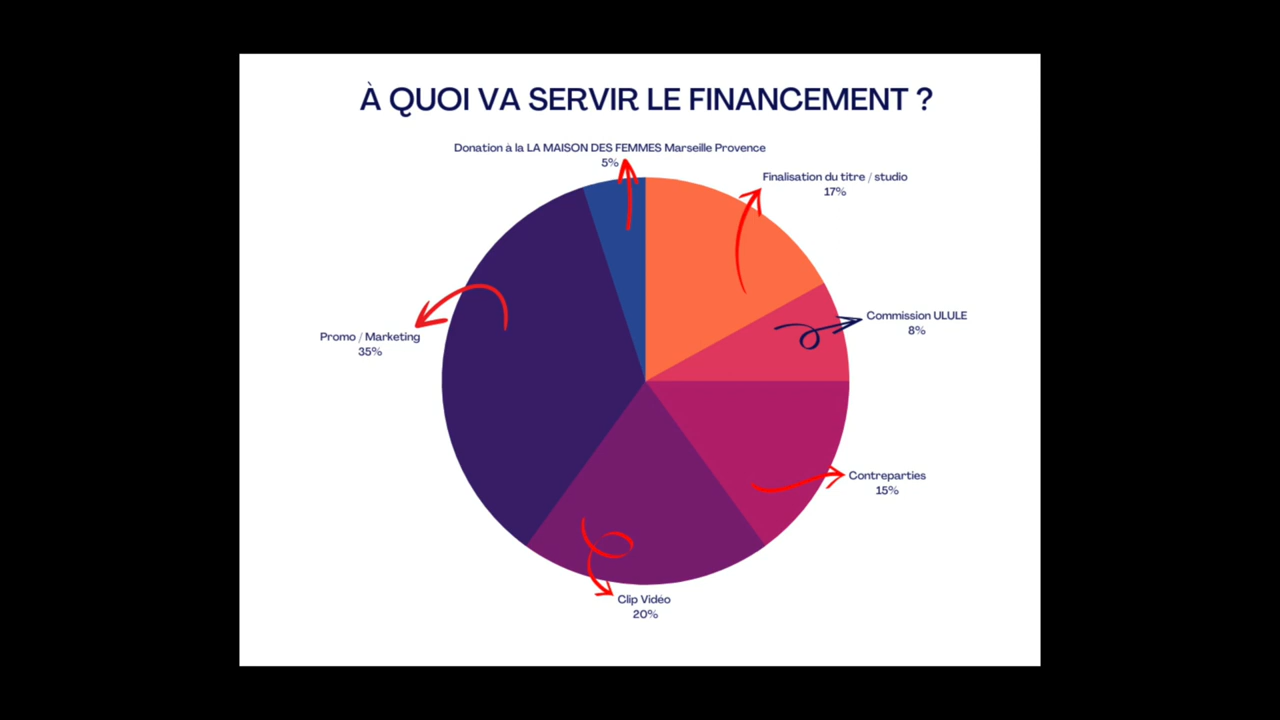 À QUOI VA SERVIR LE FINANCEMENT ?
Donation à la LA MAISON DES FEMMES Marseille Provence
5%
Finalisation du titre / studio
17%
Commission ULULE
8%
Promo / Marketing
35%
Contreparties
15%
Clip Vidéo
20%